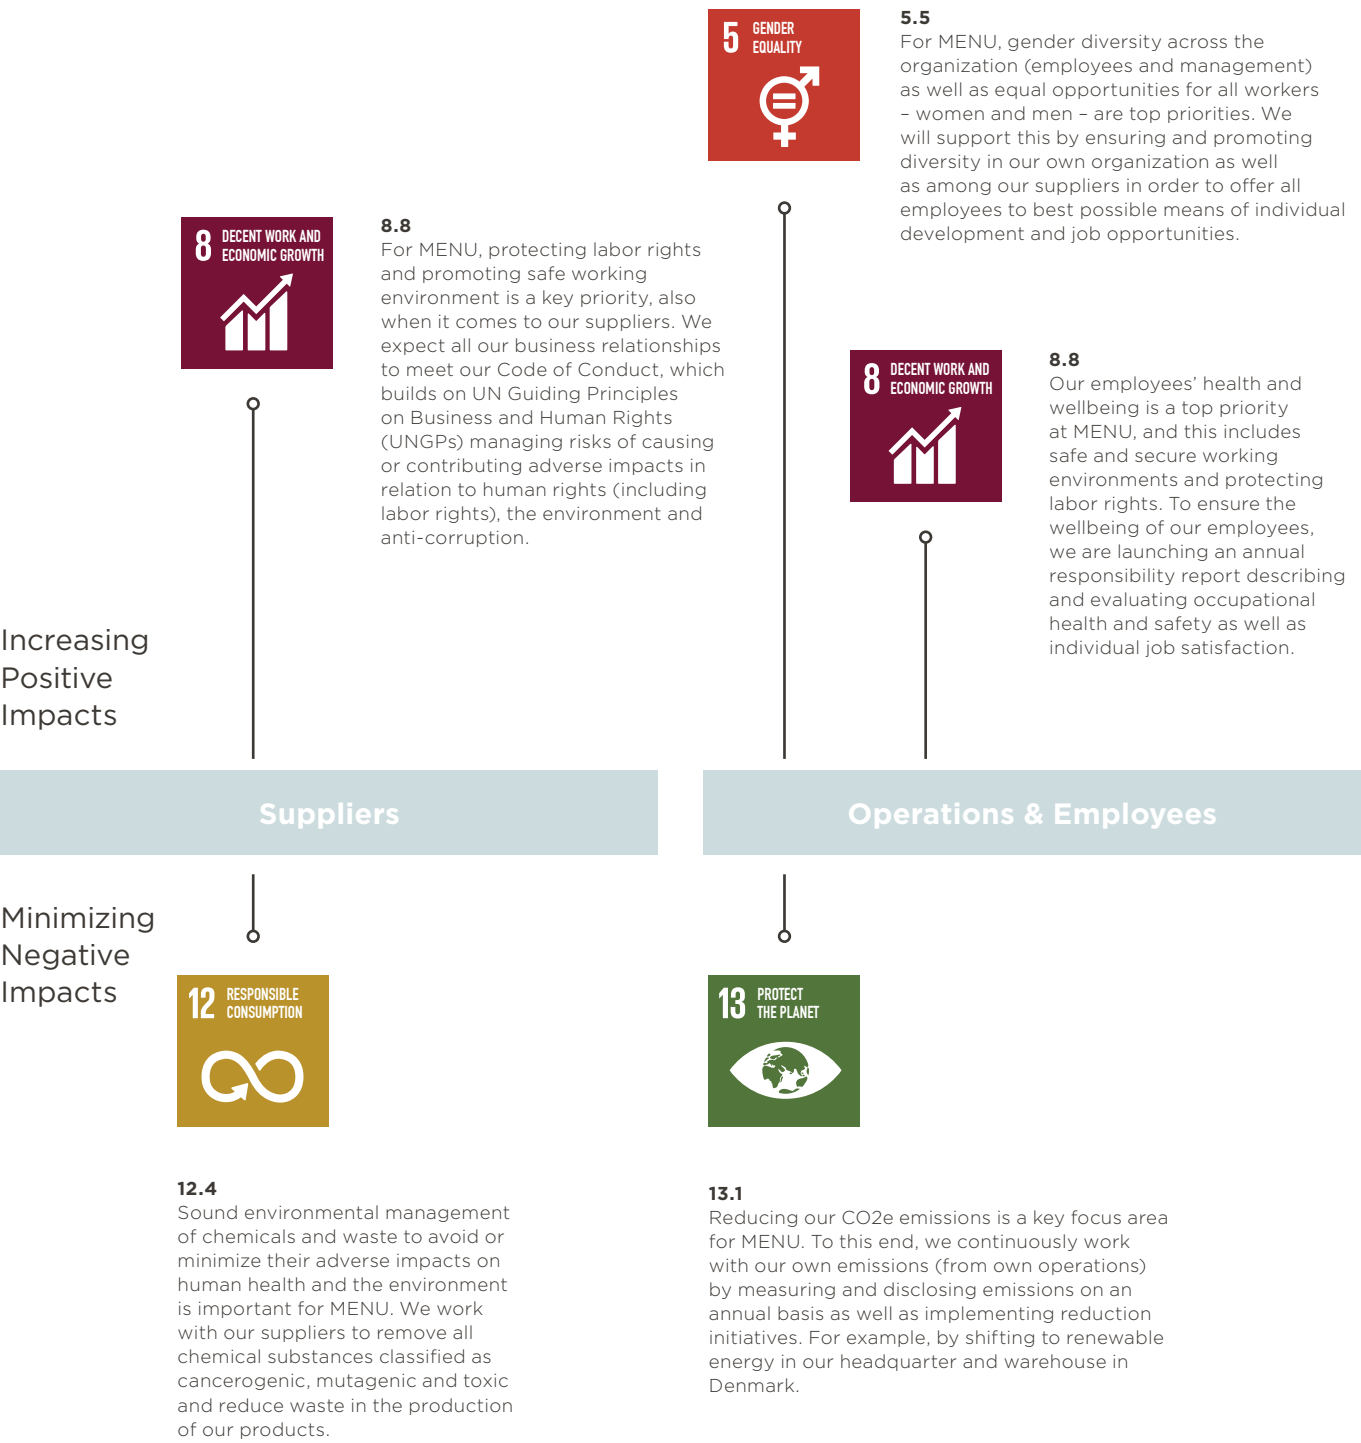 5 GENDER
EQUALITY
5.5
For MENU, gender diversity across the
organization (employees and management)
as well as equal opportunities for all workers
– women and men – are top priorities. We
will support this by ensuring and promoting
diversity in our own organization as well
as among our suppliers in order to offer all
employees to best possible means of individual
development and job opportunities.
8 DECENT WORK AND
ECONOMIC GROWTH
8.8
For MENU, protecting labor rights
and promoting safe working
environment is a key priority, also
when it comes to our suppliers. We
expect all our business relationships
to meet our Code of Conduct, which
builds on UN Guiding Principles
on Business and Human Rights
(UNGPs) managing risks of causing
or contributing adverse impacts in
relation to human rights (including
labor rights), the environment and
anti-corruption.
8 DECENT WORK AND
ECONOMIC GROWTH
8.8
Our employees’ health and
wellbeing is a top priority
at MENU, and this includes
safe and secure working
environments and protecting
labor rights. To ensure the
wellbeing of our employees,
we are launching an annual
responsibility report describing
and evaluating occupational
health and safety as well as
individual job satisfaction.
Increasing
Positive
Impacts
Suppliers
Operations & Employees
Minimizing
Negative
Impacts
12 RESPONSIBLE
CONSUMPTION
12.4
Sound environmental management
of chemicals and waste to avoid or
minimize their adverse impacts on
human health and the environment
is important for MENU. We work
with our suppliers to remove all
chemical substances classified as
cancerogenic, mutagenic and toxic
and reduce waste in the production
of our products.
13 PROTECT
THE PLANET
13.1
Reducing our CO2e emissions is a key focus area
for MENU. To this end, we continuously work
with our own emissions (from own operations)
by measuring and disclosing emissions on an
annual basis as well as implementing reduction
initiatives. For example, by shifting to renewable
energy in our headquarter and warehouse in
Denmark.